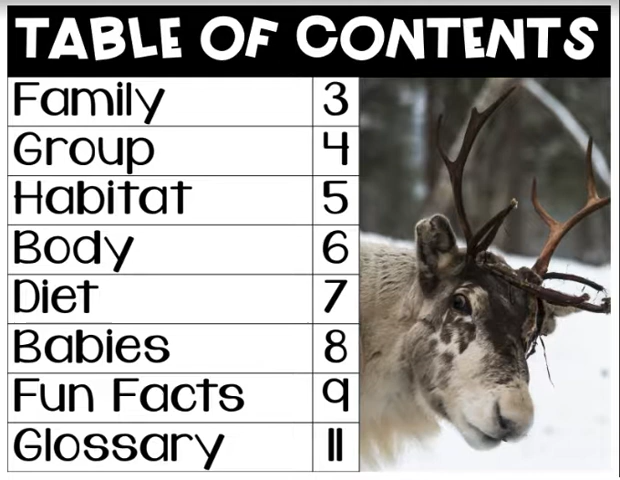 TABLE OF CONTENTS
Family 3
Group 4
Habitat 5
Body 6
Diet 7
Babies 8
Fun Facts 9
Glossary 11